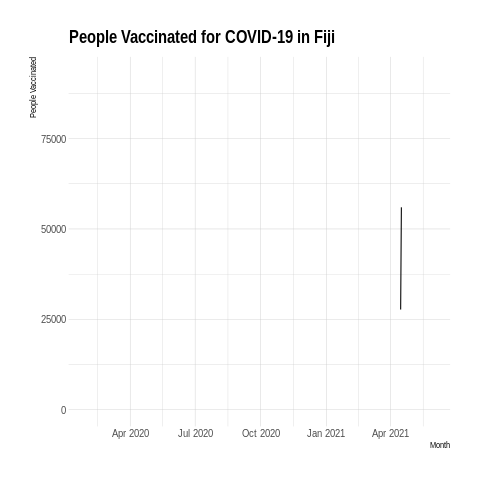 People Vaccinated for COVID-19 in Fiji
People Vaccinated
75000
50000
25000
0
Apr 2020 Jul 2020 Oct 2020 Jan 2021 Apr 2021
Month